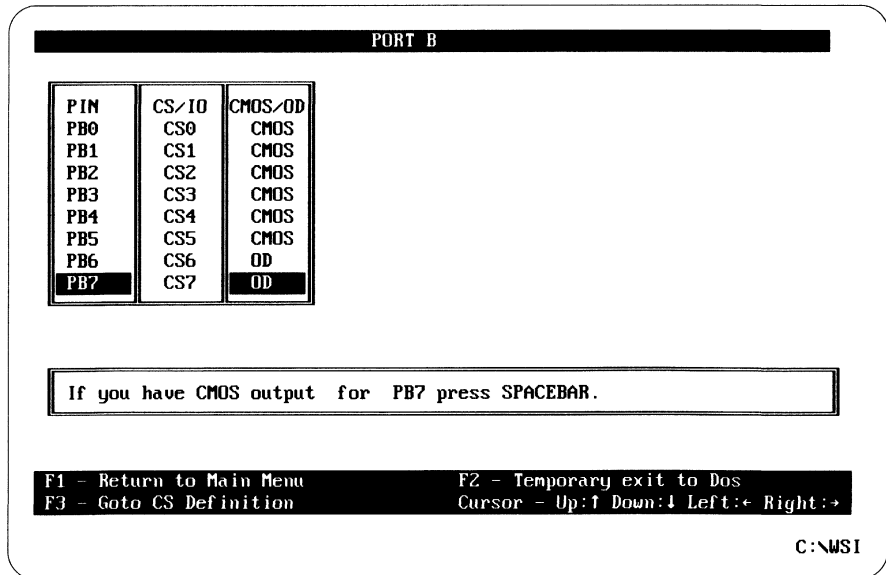 PORT B
PIN CS/IO CMOS/OD
PB0 CS0 CMOS
PB1 CS1 CMOS
PB2 CS2 CMOS
PB3 CS3 CMOS
PB4 CS4 CMOS
PB5 CS5 CMOS
PB6 CS6 OD
PB7 CS7 OD
If you have CMOS output for PB7 press SPACEBAR.
F1 - Return to Main Menu F2 - Temporary exit to Dos
F3 - Goto CS Definition Cursor - Up:↑ Down:↓ Left:← Right:→
C:\WSI